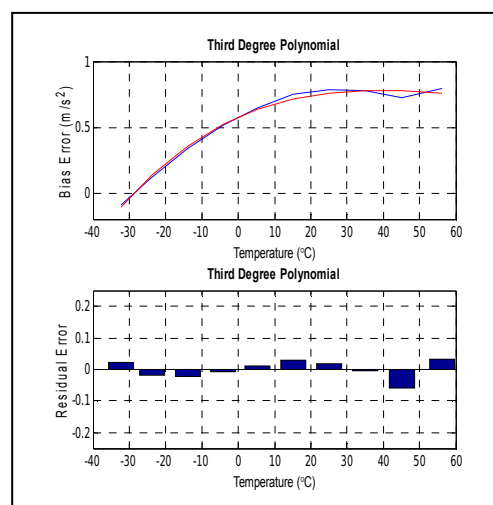 Third Degree Polynomial
1
0.5
0
Bias Error (m/s²)
-40 -30 -20 -10 0 10 20 30 40 50 60
Temperature (°C)
Third Degree Polynomial
0.2
0.1
0
-0.1
-0.2
Residual Error
-40 -30 -20 -10 0 10 20 30 40 50 60
Temperature (°C)